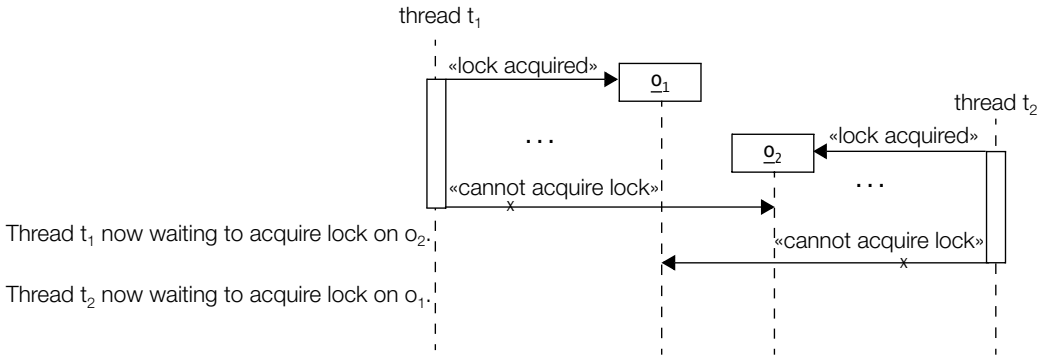 thread t₁
«lock acquired»
o₁
thread t₂
...
«lock acquired»
o₂
...
«cannot acquire lock»
x
Thread t₁ now waiting to acquire lock on o₂.
«cannot acquire lock»
x
Thread t₂ now waiting to acquire lock on o₁.